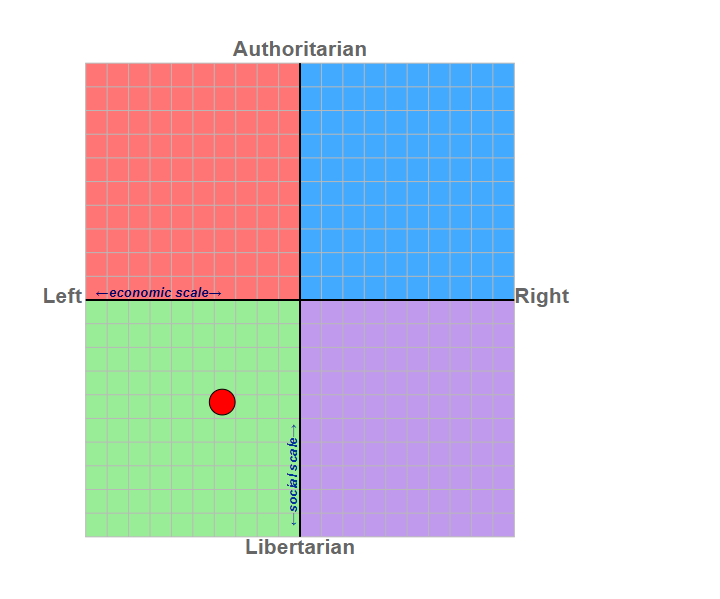 Authoritarian
Left
←economic scale→
Right
←social scale→
Libertarian